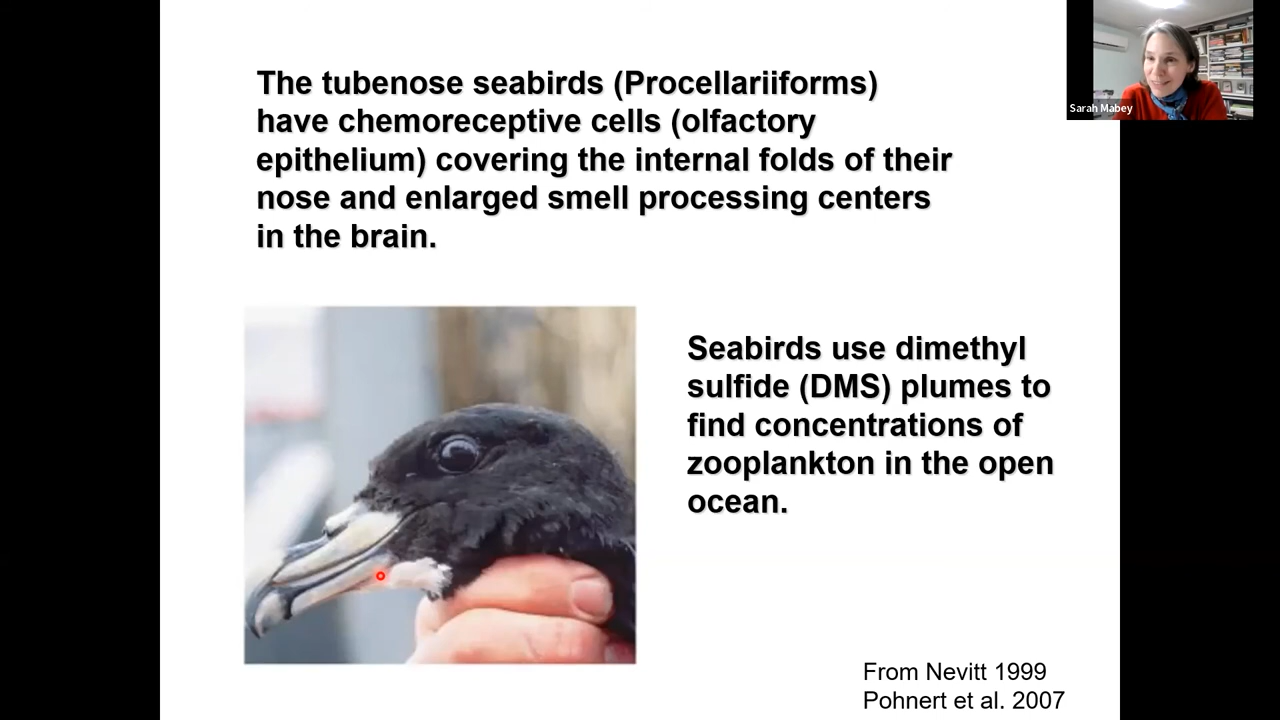 The tubenose seabirds (Procellariiforms)
have chemoreceptive cells (olfactory
epithelium) covering the internal folds of their
nose and enlarged smell processing centers
in the brain.
Seabirds use dimethyl
sulfide (DMS) plumes to
find concentrations of
zooplankton in the open
ocean.
From Nevitt 1999
Pohnert et al. 2007
Sarah Mabey